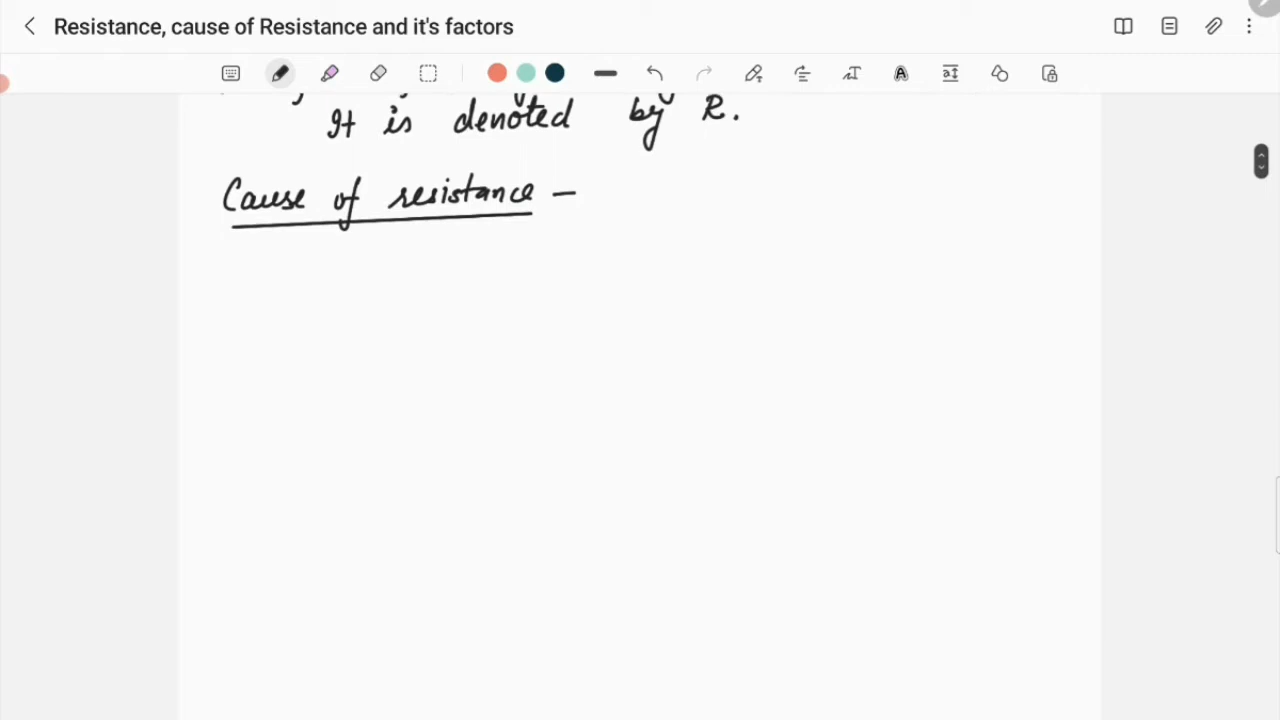 Resistance, cause of Resistance and it's factors
It is denoted by R.
Cause of resistance –